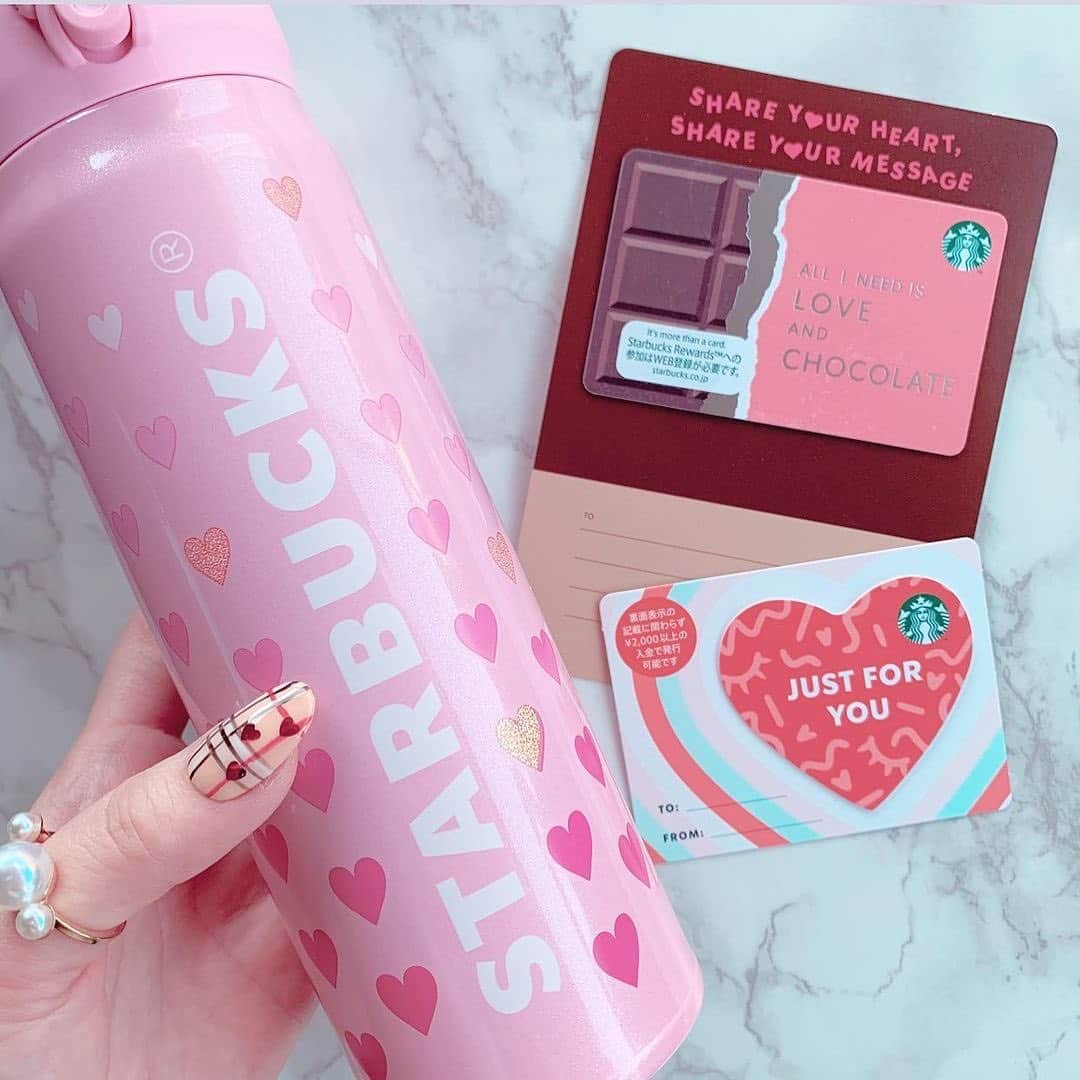 STARBUCKS®
SHARE YOUR HEART,
SHARE YOUR MESSAGE
ALL I NEED IS
LOVE
AND
CHOCOLATE
It's more than a card.
Starbucks Rewards™への
参加はWEB登録が必要です。
starbucks.co.jp
TO
裏面表示の
記載に関わらず
¥2,000以上の
入金で発行
可能です
JUST FOR
YOU
TO:
FROM: